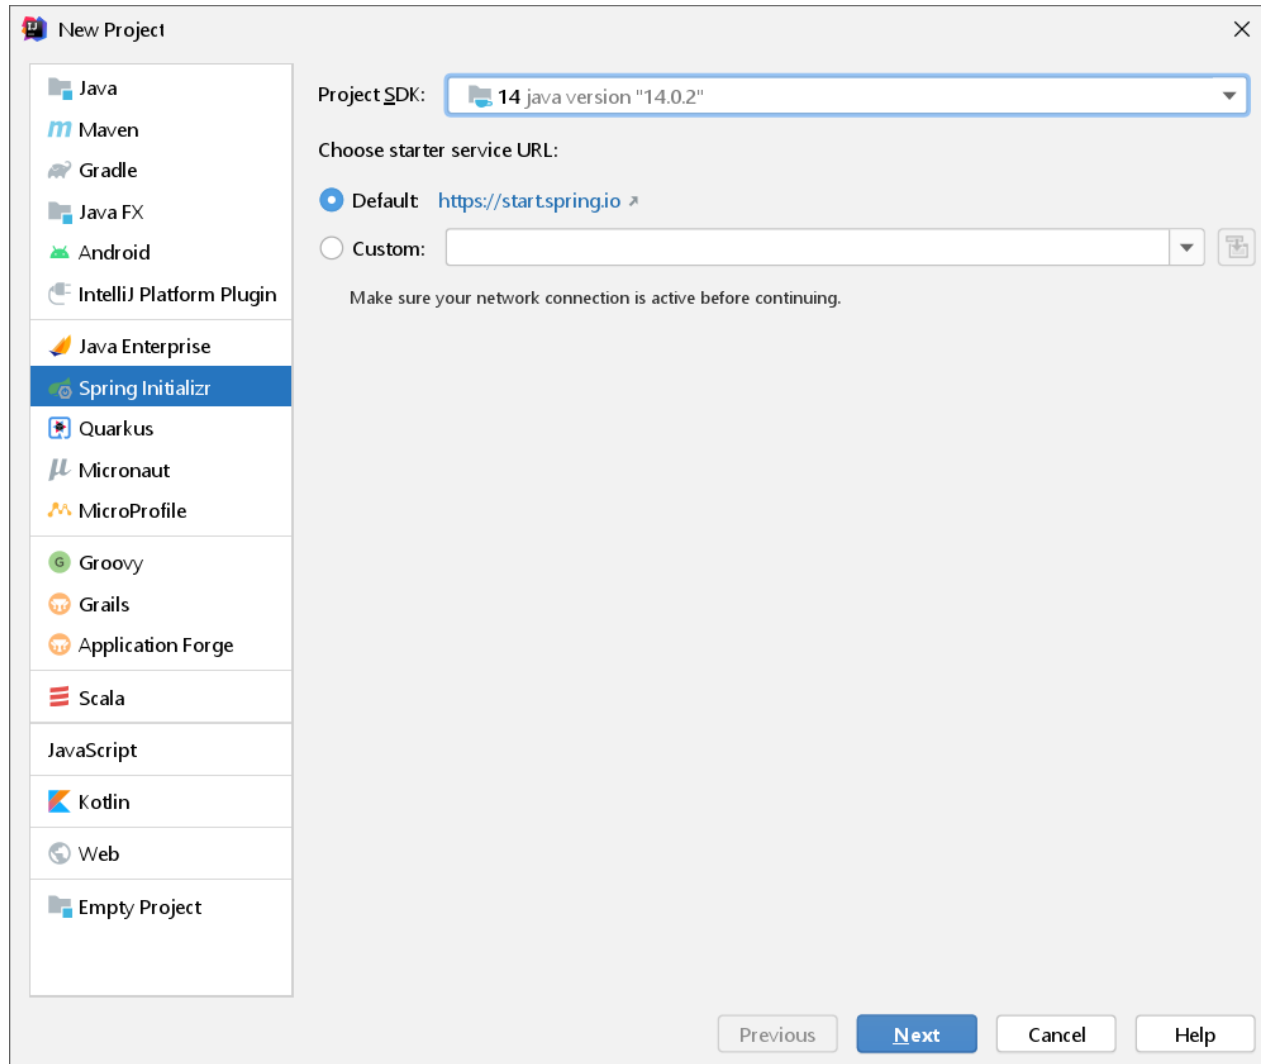 New Project
Java
Maven
Gradle
Java FX
Android
IntelliJ Platform Plugin
Java Enterprise
Spring Initializr
Quarkus
Micronaut
MicroProfile
Groovy
Grails
Application Forge
Scala
JavaScript
Kotlin
Web
Empty Project
Project SDK: 14 java version "14.0.2"
Choose starter service URL:
Default https://start.spring.io
Custom:
Make sure your network connection is active before continuing.
Previous Next Cancel Help